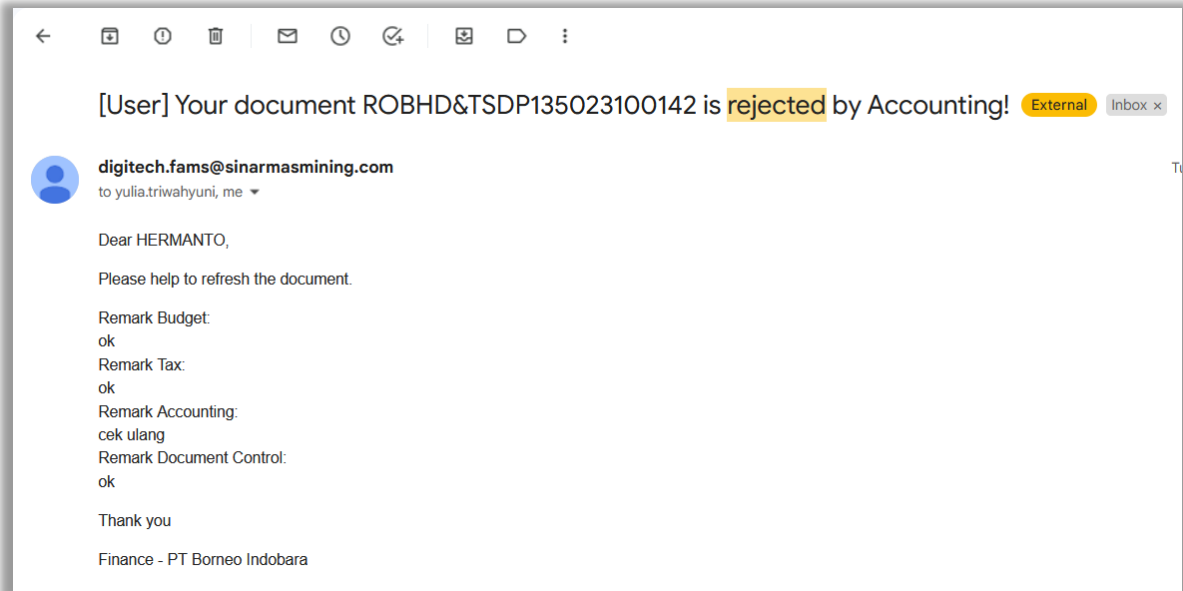 [User] Your document ROBHD&TSDP135023100142 is rejected by Accounting! External Inbox ×
digitech.fams@sinarmasmining.com
to yulia.triwahyuni, me
Dear HERMANTO,
Please help to refresh the document.
Remark Budget:
ok
Remark Tax:
ok
Remark Accounting:
cek ulang
Remark Document Control:
ok
Thank you
Finance - PT Borneo Indobara